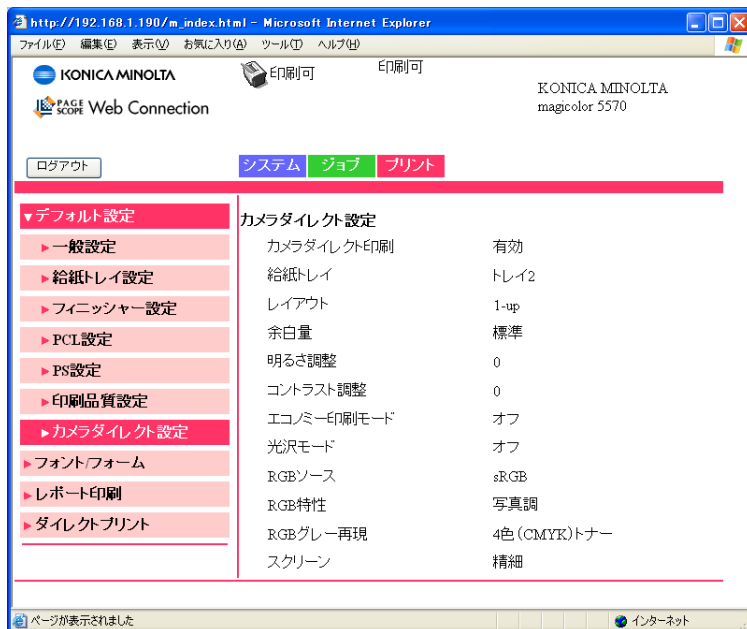 http://192.168.1.190/m_index.html - Microsoft Internet Explorer
ファイル(F) 編集(E) 表示(V) お気に入り(A) ツール(T) ヘルプ(H)
KONICA MINOLTA
印刷可
印刷可
PAGE SCOPE Web Connection
KONICA MINOLTA
magicolor 5570
ログアウト
システム ジョブ プリント
▼デフォルト設定
▶一般設定
▶給紙トレイ設定
▶フィニッシャー設定
▶PCL設定
▶PS設定
▶印刷品質設定
▶カメラダイレクト設定
▶フォント/フォーム
▶レポート印刷
▶ダイレクトプリント
カメラダイレクト設定
カメラダイレクト印刷 有効
給紙トレイ トレイ2
レイアウト 1-up
余白量 標準
明るさ調整 0
コントラスト調整 0
エコノミー印刷モード オフ
光沢モード オフ
RGBソース sRGB
RGB特性 写真調
RGBグレー再現 4色(CMYK)トナー
スクリーン 精細
ページが表示されました
インターネット